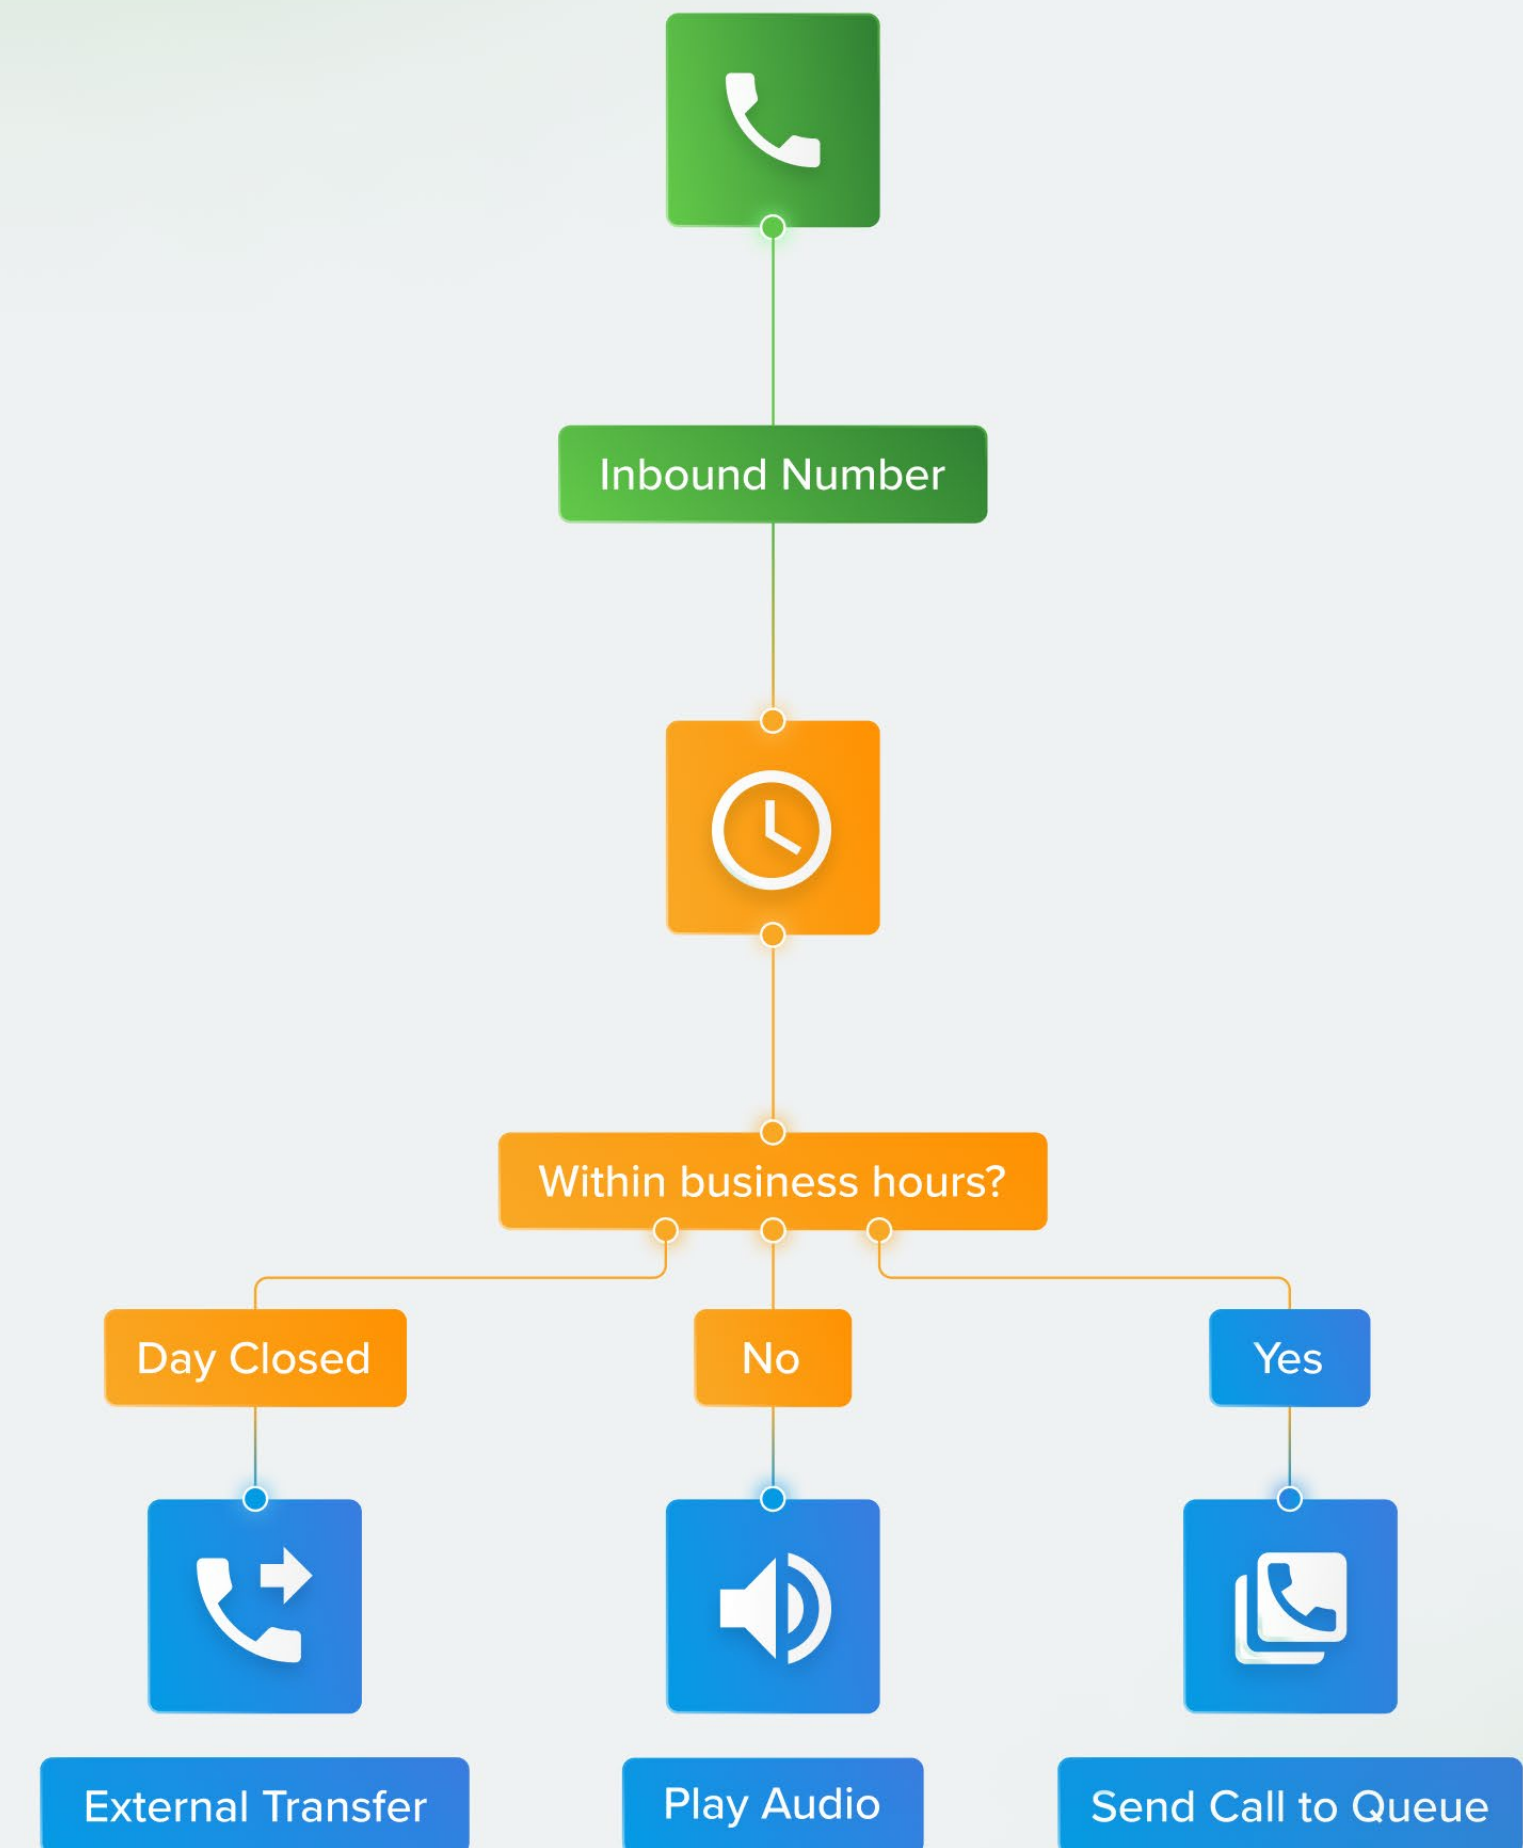 Inbound Number
Within business hours?
Day Closed
No
Yes
External Transfer
Play Audio
Send Call to Queue